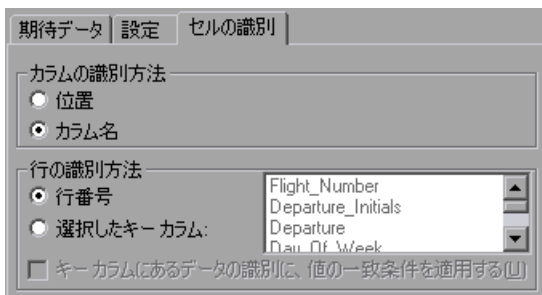 期待データ 設定 セルの識別
カラムの識別方法
位置
カラム名
行の識別方法
行番号
選択したキー カラム:
Flight_Number
Departure_Initials
Departure
Day_Of_Week
キー カラムにあるデータの識別に、値の一致条件を適用する(U)